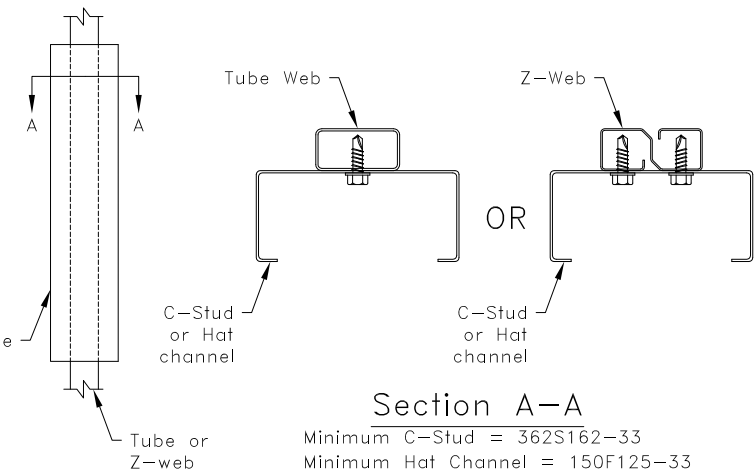 Tube Web
Z-Web
A
A
OR
C-Stud
or Hat
channel
C-Stud
or Hat
channel
e
Tube or
Z-web
Section A-A
Minimum C-Stud = 362S162-33
Minimum Hat Channel = 150F125-33